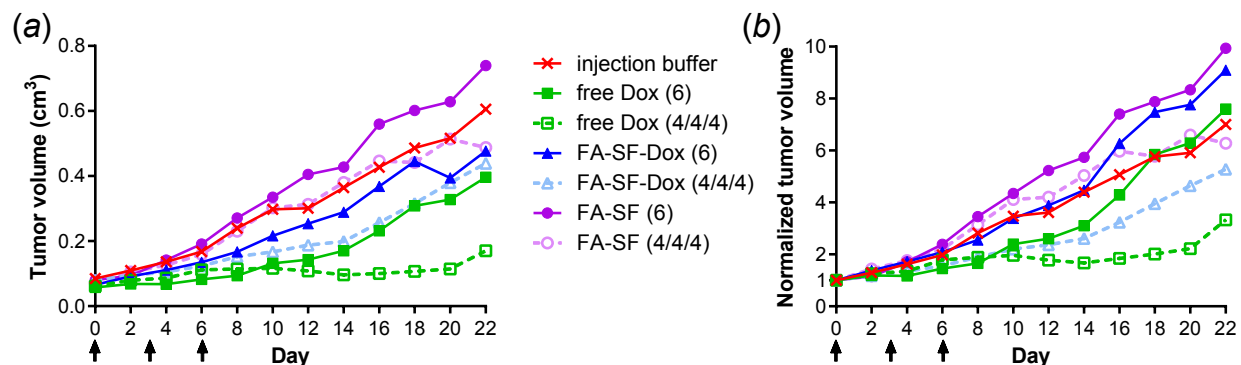 (a)
Tumor volume (cm³)
0.8
0.6
0.4
0.2
0.0
0 2 4 6 8 10 12 14 16 18 20 22
Day
injection buffer
free Dox (6)
free Dox (4/4/4)
FA-SF-Dox (6)
FA-SF-Dox (4/4/4)
FA-SF (6)
FA-SF (4/4/4)
(b)
Normalized tumor volume
10
8
6
4
2
1
0
0 2 4 6 8 10 12 14 16 18 20 22
Day